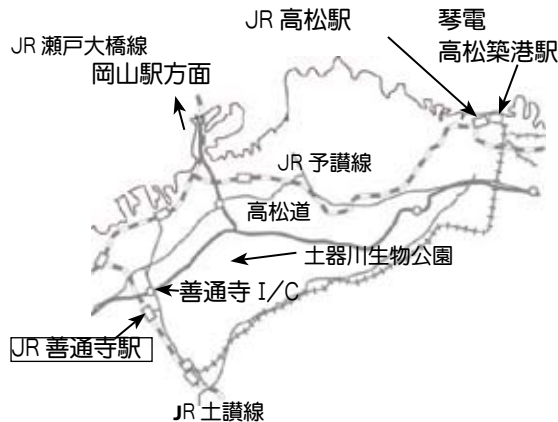 JR 高松駅
琴電
高松築港駅
JR 瀬戸大橋線
岡山駅方面
JR 予讃線
高松道
土器川生物公園
善通寺 I/C
JR 善通寺駅
JR 土讃線